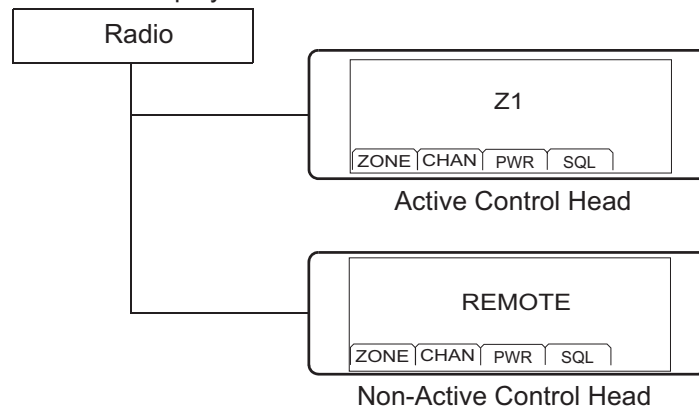 Radio
Z1
ZONE CHAN PWR SQL
Active Control Head
REMOTE
ZONE CHAN PWR SQL
Non-Active Control Head